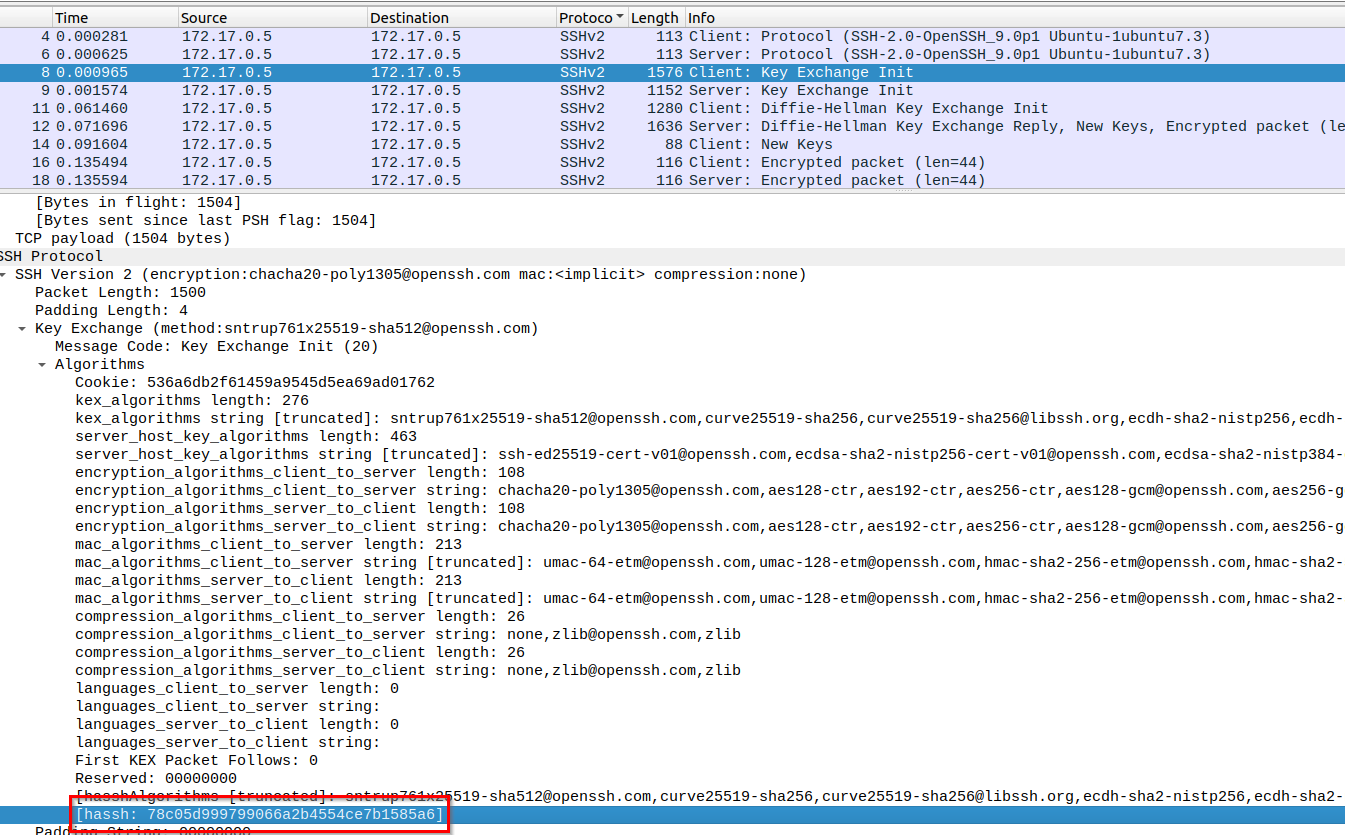 Time Source Destination Protoco Length Info
4 0.000281 172.17.0.5 172.17.0.5 SSHv2 113 Client: Protocol (SSH-2.0-OpenSSH_9.0p1 Ubuntu-1ubuntu7.3)
6 0.000625 172.17.0.5 172.17.0.5 SSHv2 113 Server: Protocol (SSH-2.0-OpenSSH_9.0p1 Ubuntu-1ubuntu7.3)
8 0.000965 172.17.0.5 172.17.0.5 SSHv2 1576 Client: Key Exchange Init
9 0.001574 172.17.0.5 172.17.0.5 SSHv2 1152 Server: Key Exchange Init
11 0.061460 172.17.0.5 172.17.0.5 SSHv2 1280 Client: Diffie-Hellman Key Exchange Init
12 0.071696 172.17.0.5 172.17.0.5 SSHv2 1636 Server: Diffie-Hellman Key Exchange Reply, New Keys, Encrypted packet (le
14 0.091604 172.17.0.5 172.17.0.5 SSHv2 88 Client: New Keys
16 0.135494 172.17.0.5 172.17.0.5 SSHv2 116 Client: Encrypted packet (len=44)
18 0.135594 172.17.0.5 172.17.0.5 SSHv2 116 Server: Encrypted packet (len=44)
[Bytes in flight: 1504]
[Bytes sent since last PSH flag: 1504]
TCP payload (1504 bytes)
SSH Protocol
SSH Version 2 (encryption:chacha20-poly1305@openssh.com mac:<implicit> compression:none)
Packet Length: 1500
Padding Length: 4
Key Exchange (method:sntrup761x25519-sha512@openssh.com)
Message Code: Key Exchange Init (20)
Algorithms
Cookie: 536a6db2f61459a9545d5ea69ad01762
kex_algorithms length: 276
kex_algorithms string [truncated]: sntrup761x25519-sha512@openssh.com,curve25519-sha256,curve25519-sha256@libssh.org,ecdh-sha2-nistp256,ecdh-
server_host_key_algorithms length: 463
server_host_key_algorithms string [truncated]: ssh-ed25519-cert-v01@openssh.com,ecdsa-sha2-nistp256-cert-v01@openssh.com,ecdsa-sha2-nistp384-
encryption_algorithms_client_to_server length: 108
encryption_algorithms_client_to_server string: chacha20-poly1305@openssh.com,aes128-ctr,aes192-ctr,aes256-ctr,aes128-gcm@openssh.com,aes256-g
encryption_algorithms_server_to_client length: 108
encryption_algorithms_server_to_client string: chacha20-poly1305@openssh.com,aes128-ctr,aes192-ctr,aes256-ctr,aes128-gcm@openssh.com,aes256-g
mac_algorithms_client_to_server length: 213
mac_algorithms_client_to_server string [truncated]: umac-64-etm@openssh.com,umac-128-etm@openssh.com,hmac-sha2-256-etm@openssh.com,hmac-sha2-
mac_algorithms_server_to_client length: 213
mac_algorithms_server_to_client string [truncated]: umac-64-etm@openssh.com,umac-128-etm@openssh.com,hmac-sha2-256-etm@openssh.com,hmac-sha2-
compression_algorithms_client_to_server length: 26
compression_algorithms_client_to_server string: none,zlib@openssh.com,zlib
compression_algorithms_server_to_client length: 26
compression_algorithms_server_to_client string: none,zlib@openssh.com,zlib
languages_client_to_server length: 0
languages_client_to_server string:
languages_server_to_client length: 0
languages_server_to_client string:
First KEX Packet Follows: 0
Reserved: 00000000
[hasshAlgorithms [truncated]: sntrup761x25519-sha512@openssh.com,curve25519-sha256,curve25519-sha256@libssh.org,ecdh-sha2-nistp256,ecdh-
[hassh: 78c05d999799066a2b4554ce7b1585a6]
Padding String: 00000000